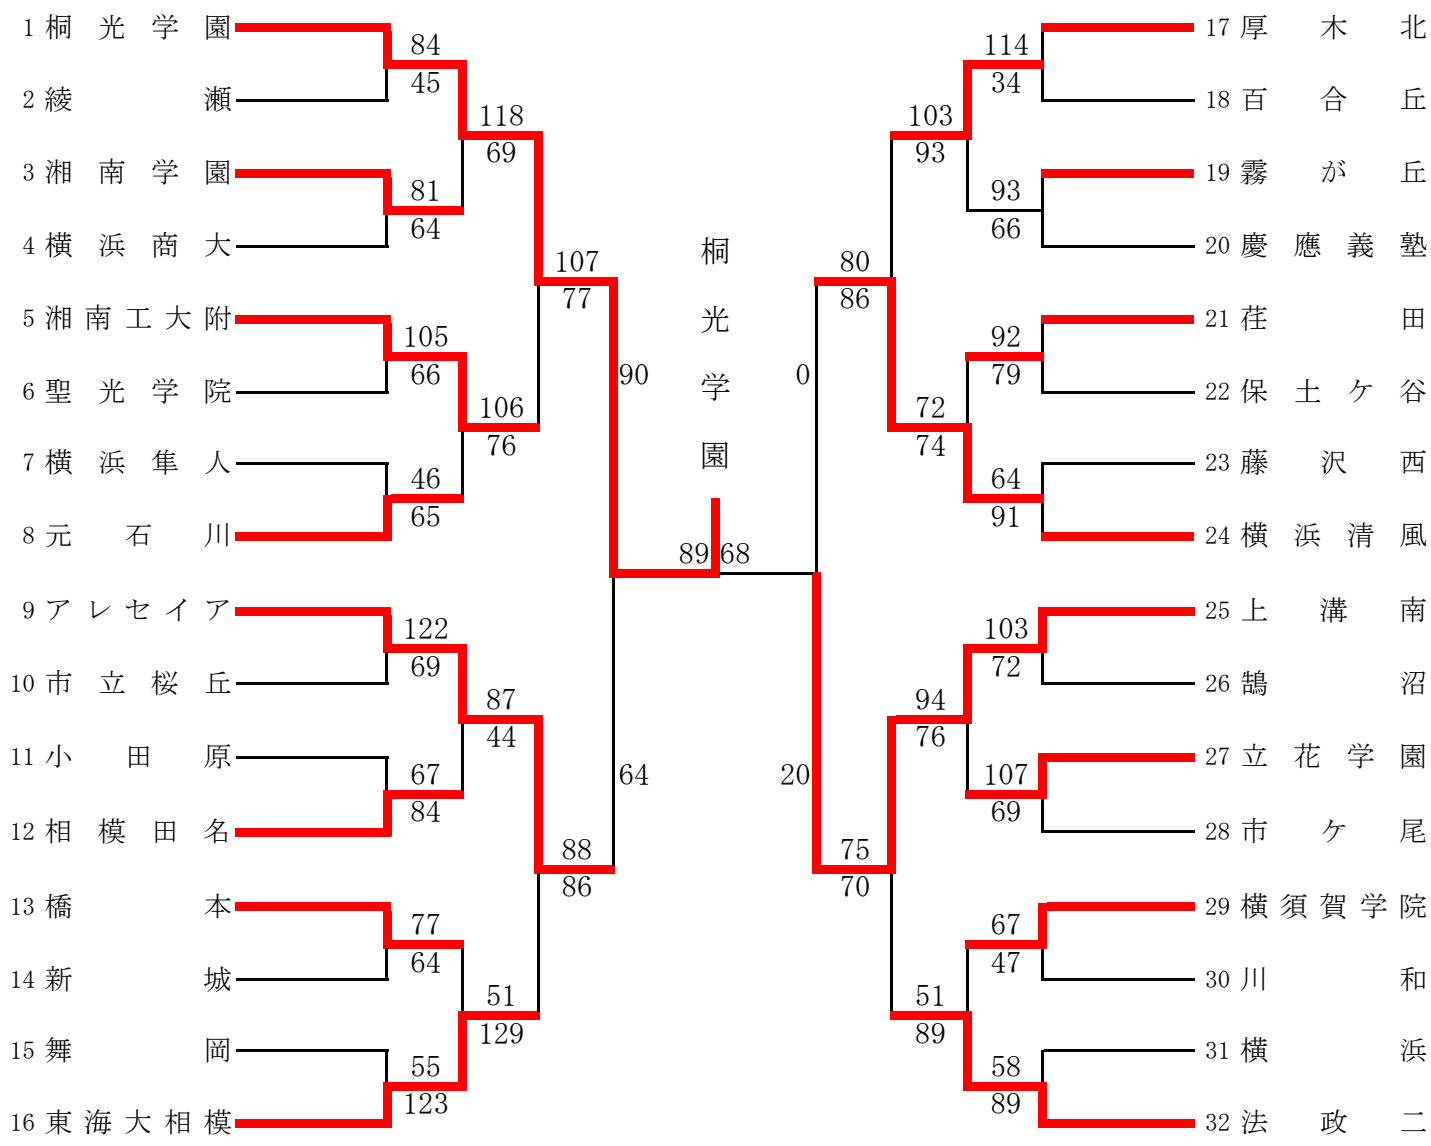 1 桐光学園
84
45
2 綾瀬
118
69
3 湘南学園
81
64
4 横浜商大
107
77
5 湘南工大附
105
66
6 聖光学院
106
76
7 横浜隼人
46
65
8 元石川
90
9 アレセイア
122
69
10 市立桜丘
87
44
11 小田原
67
84
12 相模田名
64
88
86
13 橋本
77
64
14 新城
51
129
15 舞岡
55
123
16 東海大相模
桐光学園
89 68
17 厚木北
114
34
18 百合丘
103
93
19 霧が丘
93
66
20 慶應義塾
80
86
21 荏田
92
79
22 保土ケ谷
0
72
74
23 藤沢西
64
91
24 横浜清風
25 上溝南
103
72
26 鵠沼
94
76
27 立花学園
107
69
28 市ケ尾
20
75
70
29 横須賀学院
67
47
30 川和
51
89
31 横浜
58
89
32 法政二